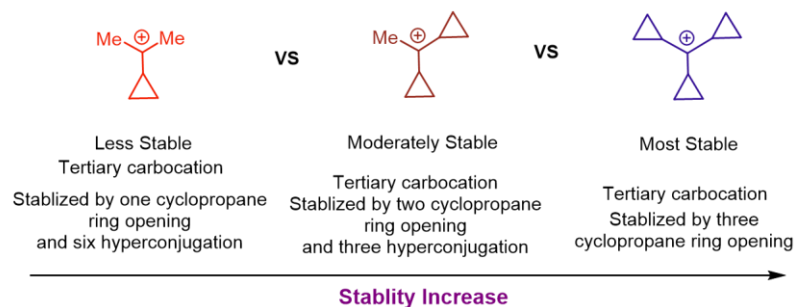 Me ⊕ Me
vs
Me ⊕
vs
⊕
Less Stable
Tertiary carbocation
Stablized by one cyclopropane
ring opening
and six hyperconjugation
Moderately Stable
Tertiary carbocation
Stablized by two cyclopropane
ring opening
and three hyperconjugation
Most Stable
Tertiary carbocation
Stablized by three
cyclopropane ring opening
Stablity Increase